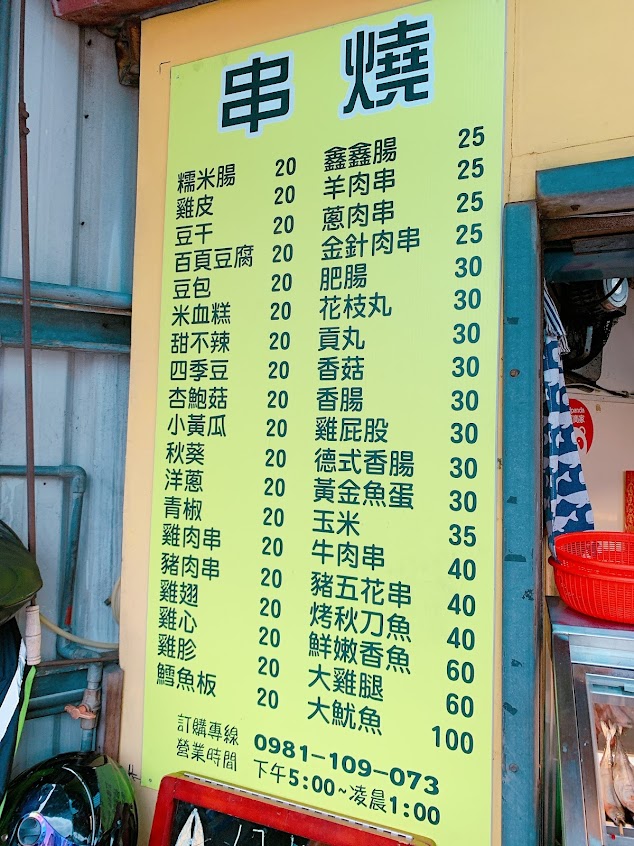 串燒
糯米腸 20
雞皮 20
豆干 20
百頁豆腐 20
豆包 20
米血糕 20
甜不辣 20
四季豆 20
杏鮑菇 20
小黃瓜 20
秋葵 20
洋蔥 20
青椒 20
雞肉串 20
豬肉串 20
雞翅 20
雞心 20
雞胗 20
鱈魚板 20
鑫鑫腸 25
羊肉串 25
蔥肉串 25
金針肉串 25
肥腸 30
花枝丸 30
貢丸 30
香菇 30
香腸 30
雞屁股 30
德式香腸 30
黃金魚蛋 30
玉米 35
牛肉串 40
豬五花串 40
烤秋刀魚 40
鮮嫩香魚 60
大雞腿 60
大魷魚 100
訂購專線 0981-109-073
營業時間 下午5:00~凌晨1:00